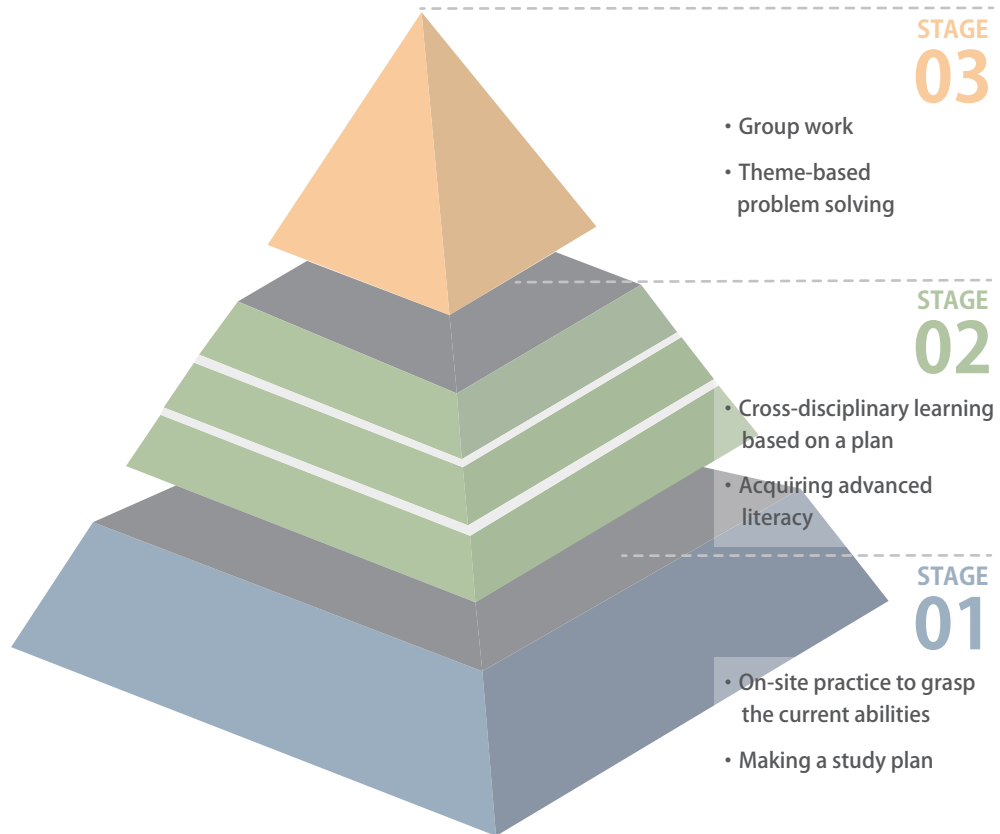 STAGE
03
・Group work
・Theme-based
problem solving
STAGE
02
・Cross-disciplinary learning
based on a plan
・Acquiring advanced
literacy
STAGE
01
・On-site practice to grasp
the current abilities
・Making a study plan